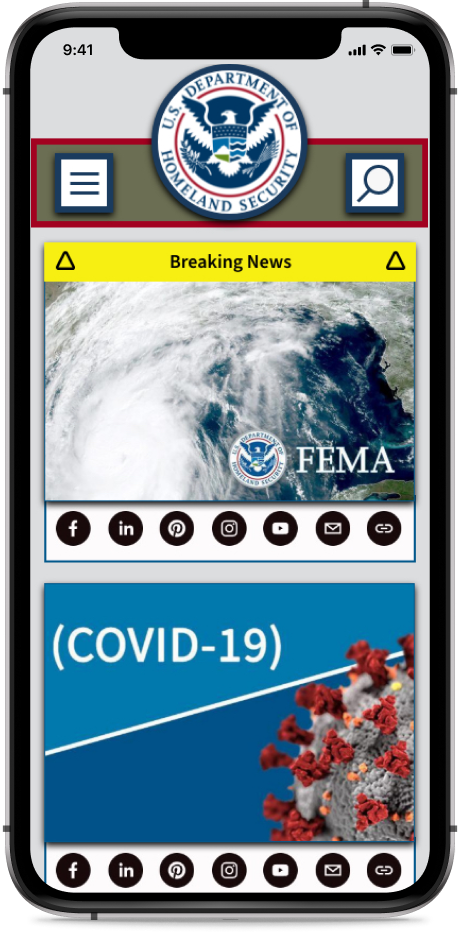 9:41
U.S. DEPARTMENT OF
HOMELAND SECURITY
Breaking News
U.S. DEPARTMENT OF
HOMELAND SECURITY
FEMA
f in
(COVID-19)
f in